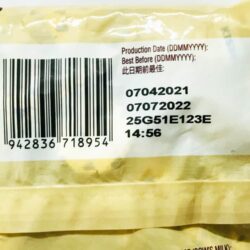 Production Date (DDMMYYYY):
Best Before (DDMMYYYY):
此日期前最佳:
07042021
07072022
25G51E123E
14:56
942836 718954